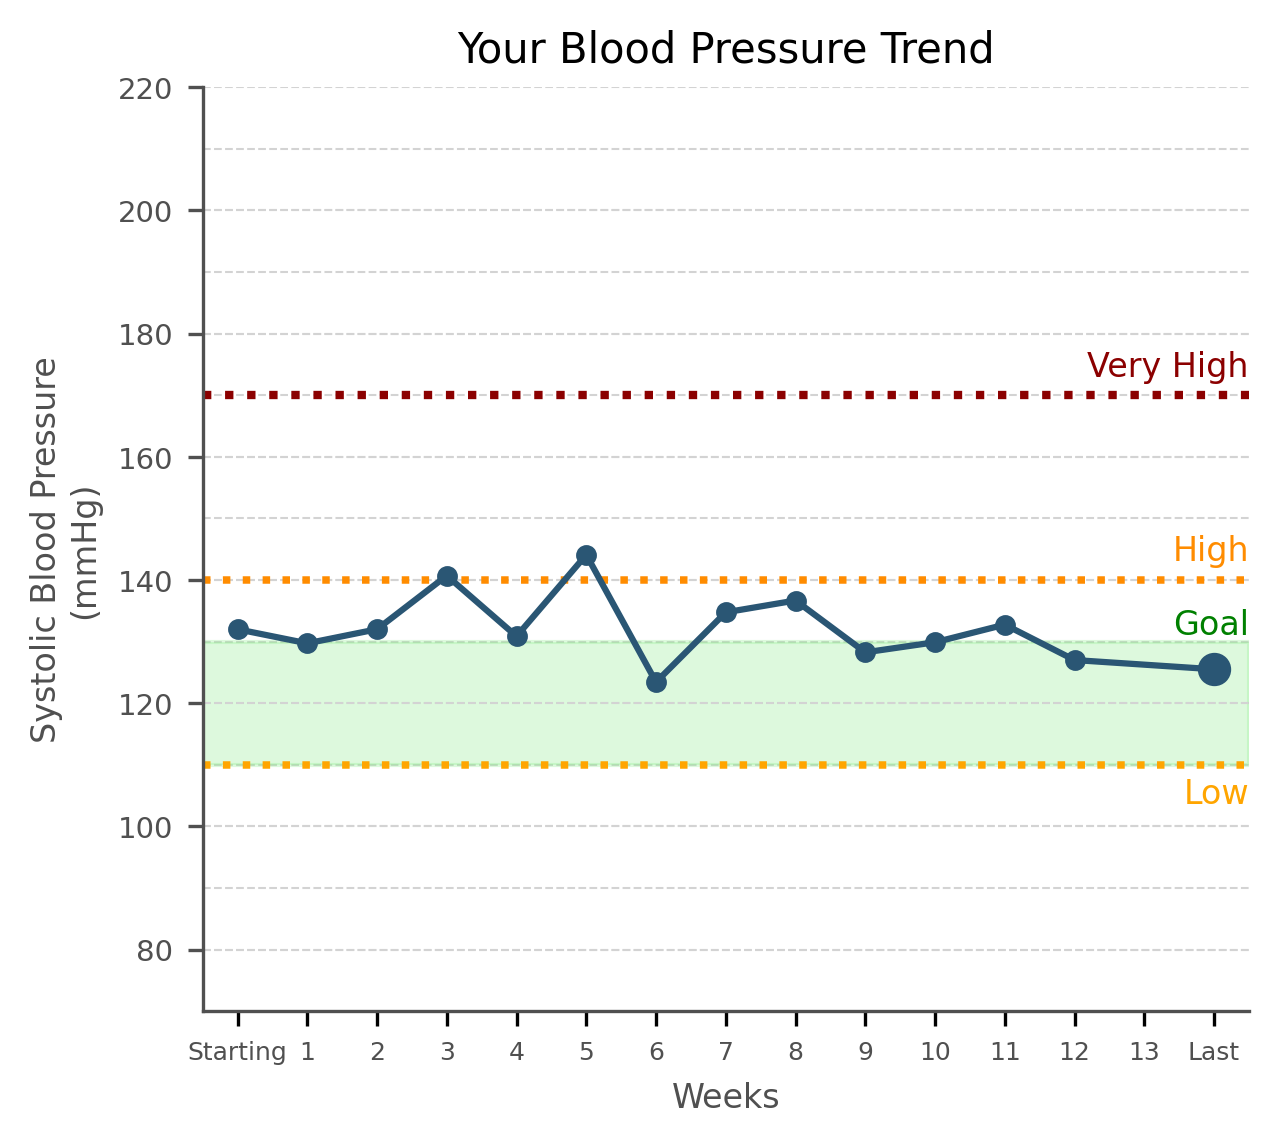 Your Blood Pressure Trend
220
200
180
160
140
120
100
80
Systolic Blood Pressure
(mmHg)
Very High
High
Goal
Low
Starting 1 2 3 4 5 6 7 8 9 10 11 12 13 Last
Weeks